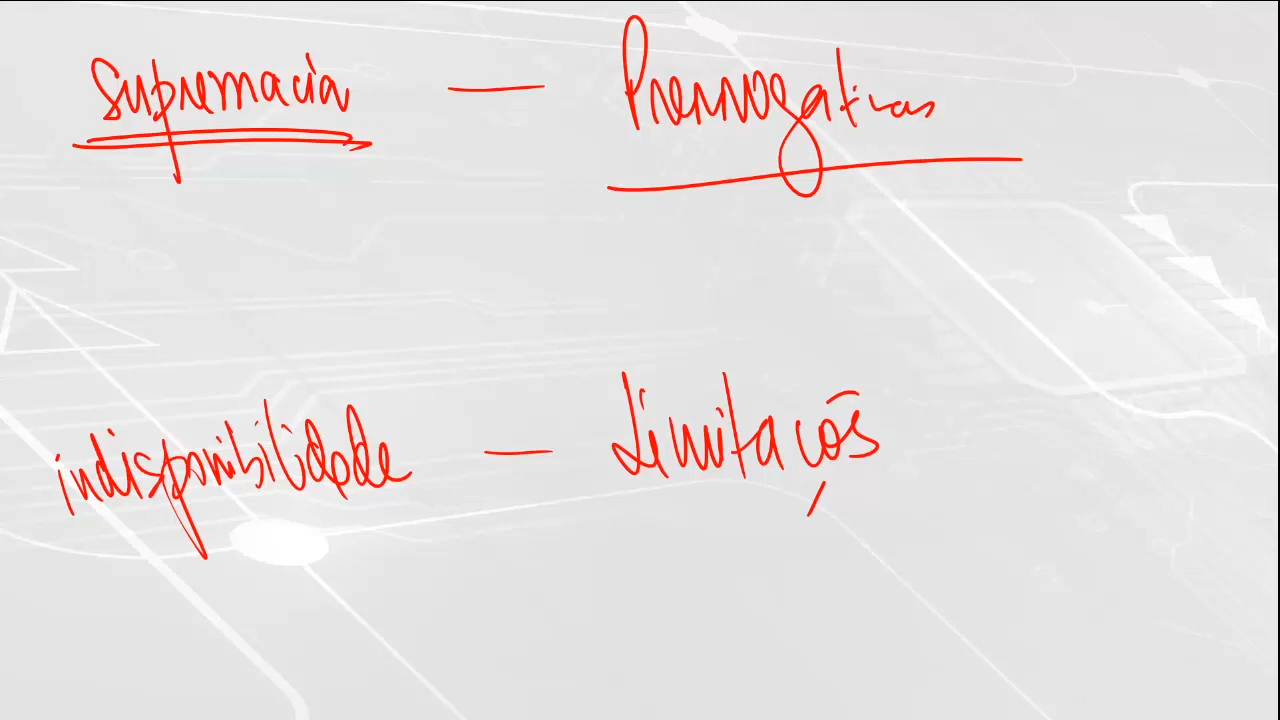 Supremacia — Prerrogativas
indisponibilidade — Limitações